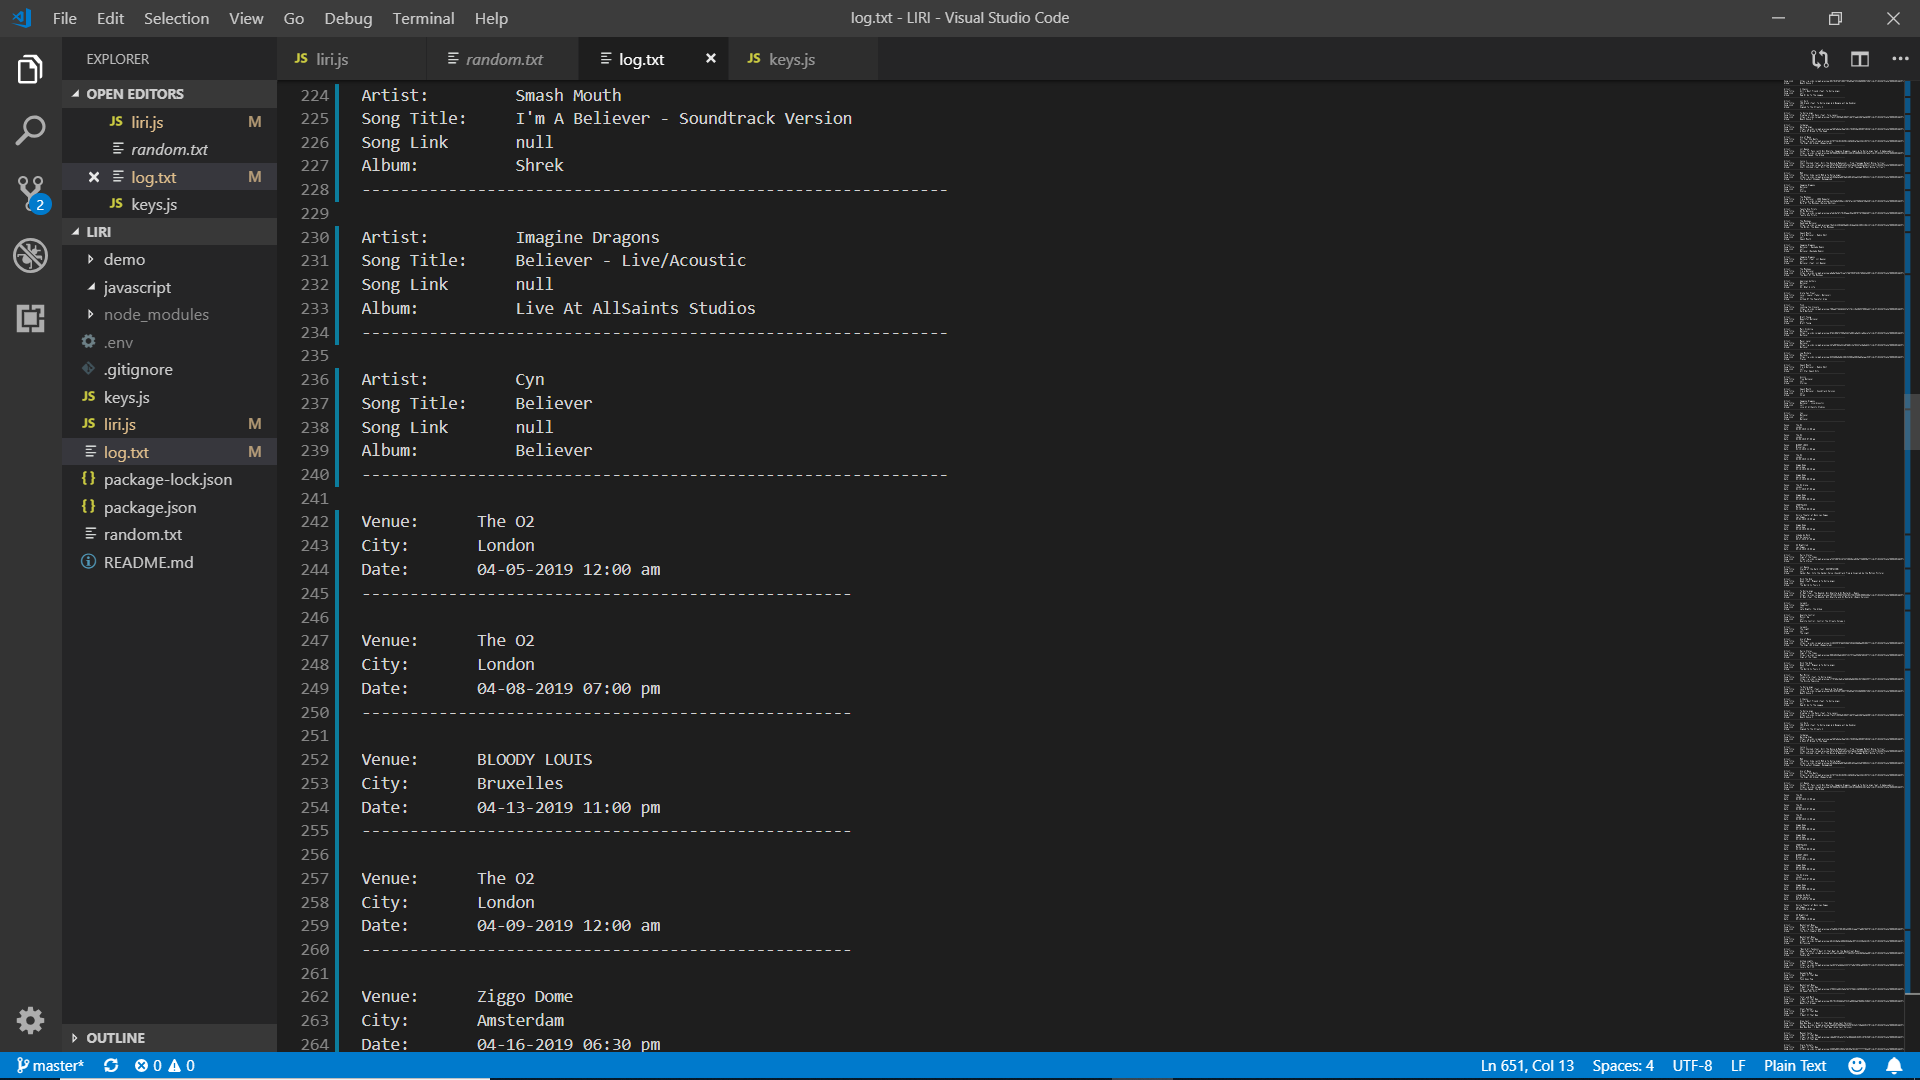 File Edit Selection View Go Debug Terminal Help
log.txt - LIRI - Visual Studio Code
EXPLORER
OPEN EDITORS
JS liri.js M
random.txt
log.txt M
JS keys.js
LIRI
demo
javascript
node_modules
.env
.gitignore
JS keys.js
JS liri.js M
log.txt M
{} package-lock.json
{} package.json
random.txt
README.md
OUTLINE
2
JS liri.js random.txt log.txt JS keys.js
224 Artist: Smash Mouth
225 Song Title: I'm A Believer - Soundtrack Version
226 Song Link null
227 Album: Shrek
228 -------------------------------------------------------------
229
230 Artist: Imagine Dragons
231 Song Title: Believer - Live/Acoustic
232 Song Link null
233 Album: Live At AllSaints Studios
234 -------------------------------------------------------------
235
236 Artist: Cyn
237 Song Title: Believer
238 Song Link null
239 Album: Believer
240 -------------------------------------------------------------
241
242 Venue: The O2
243 City: London
244 Date: 04-05-2019 12:00 am
245 ---------------------------------------------------
246
247 Venue: The O2
248 City: London
249 Date: 04-08-2019 07:00 pm
250 ---------------------------------------------------
251
252 Venue: BLOODY LOUIS
253 City: Bruxelles
254 Date: 04-13-2019 11:00 pm
255 ---------------------------------------------------
256
257 Venue: The O2
258 City: London
259 Date: 04-09-2019 12:00 am
260 ---------------------------------------------------
261
262 Venue: Ziggo Dome
263 City: Amsterdam
264 Date: 04-16-2019 06:30 pm
master* 0 0
Ln 651, Col 13 Spaces: 4 UTF-8 LF Plain Text